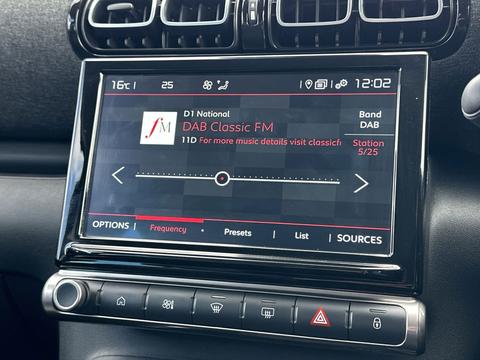 16°C 25 12:02
D1 National
DAB Classic FM
11D For more music details visit classicf
Band
DAB
Station
5/25
fM
OPTIONS Frequency Presets List SOURCES